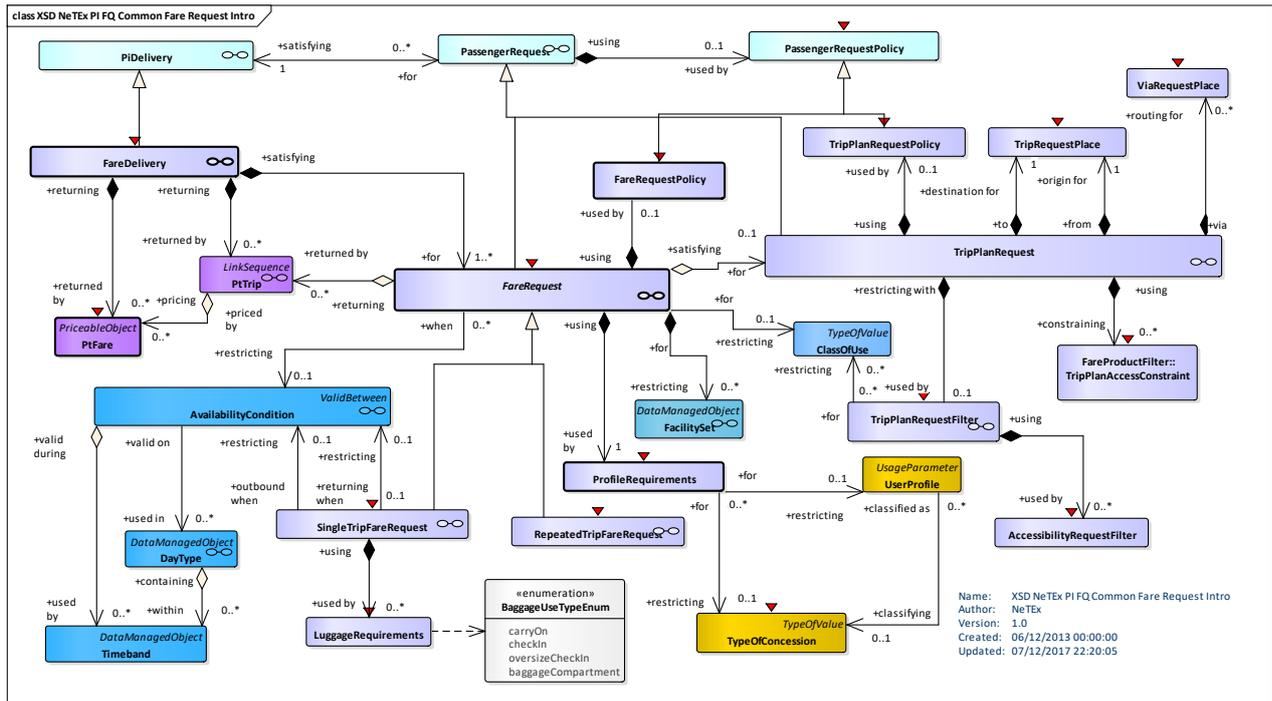 class XSD NeTEx PI FQ Common Fare Request Intro
PiDelivery
+satisfying
1
0..*
+for
PassengerRequest
+using
0..1
+used by
PassengerRequestPolicy
ViaRequestPlace
+routing for
0..*
FareDelivery
+satisfying
+returning
+returning
FareRequestPolicy
+used by
0..1
TripPlanRequestPolicy
+used by
0..1
TripRequestPlace
+destination for
1
+origin for
1
+returned by
0..*
+for
1..*
+using
+satisfying
0..1
+for
+using
+to
+from
+via
TripPlanRequest
LinkSequence
PtTrip
+returned by
0..*
+returning
FareRequest
+returned
by
0..*
+pricing
0..*
+priced
by
PriceableObject
PtFare
+when
0..*
+restricting
0..1
+using
+for
+for
0..1
+restricting
TypeOfValue
ClassOfUse
+restricting
0..*
0..*
+for
+restricting with
0..1
+used by
+using
+constraining
0..*
FareProductFilter::
TripPlanAccessConstraint
ValidBetween
AvailabilityCondition
+restricting
0..*
DataManagedObject
FacilitySet
TripPlanRequestFilter
+using
+valid
during
+valid on
+restricting
0..1
+restricting
0..1
+outbound
when
+returning
when
0..1
+used
by
1
ProfileRequirements
+for
0..*
+for
+restricting
UsageParameter
UserProfile
+classified as
0..*
+used by
0..*
AccessibilityRequestFilter
+used in
0..*
SingleTripFareRequest
+using
RepeatedTripFareRequest
DataManagedObject
DayType
+containing
+within
0..*
+used
by
0..*
DataManagedObject
Timeband
+used by
0..*
LuggageRequirements
«enumeration»
BaggageUseTypeEnum
carryOn
checkIn
oversizeCheckIn
baggageCompartment
+restricting
0..1
TypeOfValue
TypeOfConcession
+classifying
0..1
Name: XSD NeTEx PI FQ Common Fare Request Intro
Author: NeTEx
Version: 1.0
Created: 06/12/2013 00:00:00
Updated: 07/12/2017 22:20:05